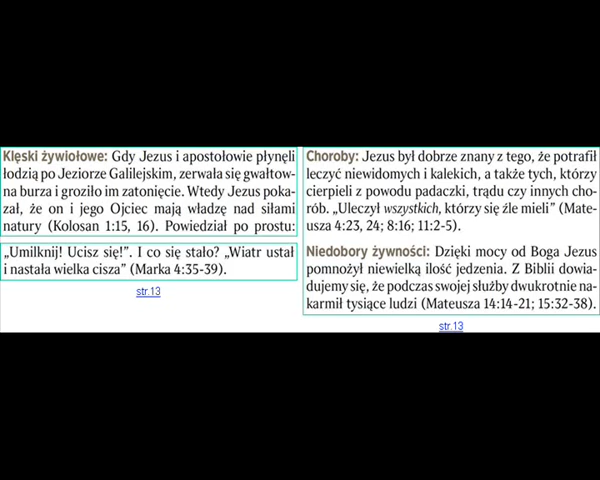 Klęski żywiołowe: Gdy Jezus i apostołowie płynęli
łodzią po Jeziorze Galilejskim, zerwała się gwałtow-
na burza i groziło im zatonięcie. Wtedy Jezus poka-
zał, że on i jego Ojciec mają władzę nad siłami
natury (Kolosan 1:15, 16). Powiedział po prostu:
„Umilknij! Ucisz się!”. I co się stało? „Wiatr ustał
i nastała wielka cisza” (Marka 4:35-39).
str.13
Choroby: Jezus był dobrze znany z tego, że potrafił
leczyć niewidomych i kalekich, a także tych, którzy
cierpieli z powodu padaczki, trądu czy innych cho-
rób. „Uleczył wszystkich, którzy się źle mieli” (Mate-
usza 4:23, 24; 8:16; 11:2-5).
Niedobory żywności: Dzięki mocy od Boga Jezus
pomnożył niewielką ilość jedzenia. Z Biblii dowia-
dujemy się, że podczas swojej służby dwukrotnie na-
karmił tysiące ludzi (Mateusza 14:14-21; 15:32-38).
str.13